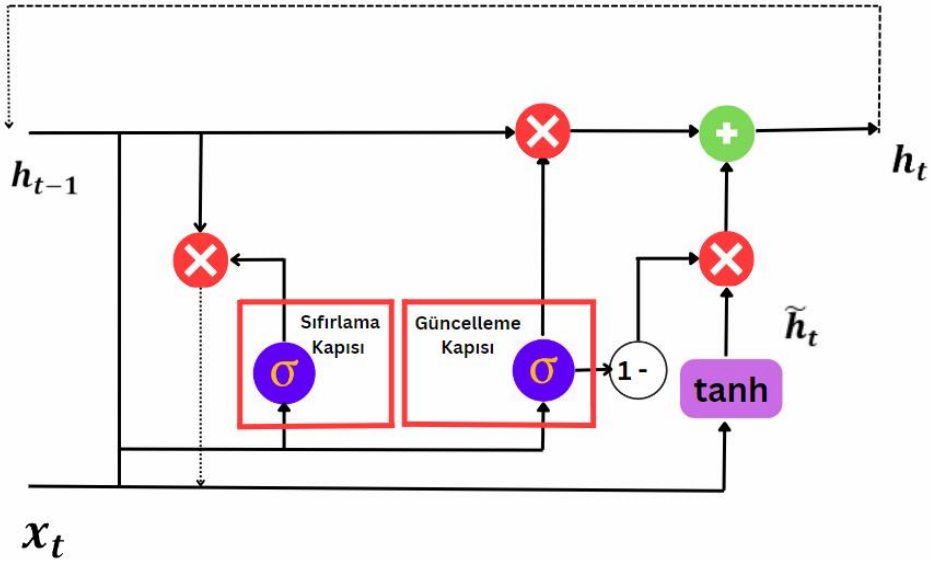 h_{t-1}
h_t
Sıfırlama
Kapısı
σ
Güncelleme
Kapısı
σ
1 -
h̃_t
tanh
x_t